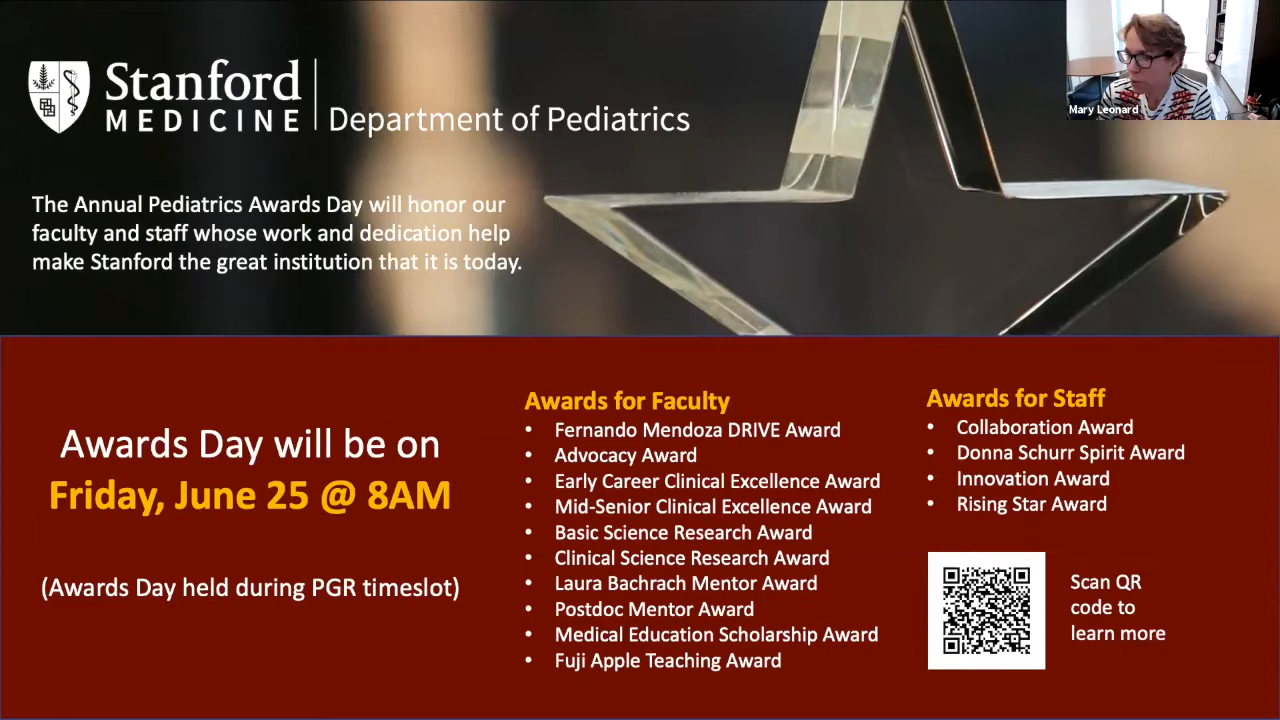 Stanford
MEDICINE
Department of Pediatrics
Mary Leonard
The Annual Pediatrics Awards Day will honor our
faculty and staff whose work and dedication help
make Stanford the great institution that it is today.
Awards Day will be on
Friday, June 25 @ 8AM
(Awards Day held during PGR timeslot)
Awards for Faculty
• Fernando Mendoza DRIVE Award
• Advocacy Award
• Early Career Clinical Excellence Award
• Mid-Senior Clinical Excellence Award
• Basic Science Research Award
• Clinical Science Research Award
• Laura Bachrach Mentor Award
• Postdoc Mentor Award
• Medical Education Scholarship Award
• Fuji Apple Teaching Award
Awards for Staff
• Collaboration Award
• Donna Schurr Spirit Award
• Innovation Award
• Rising Star Award
Scan QR
code to
learn more